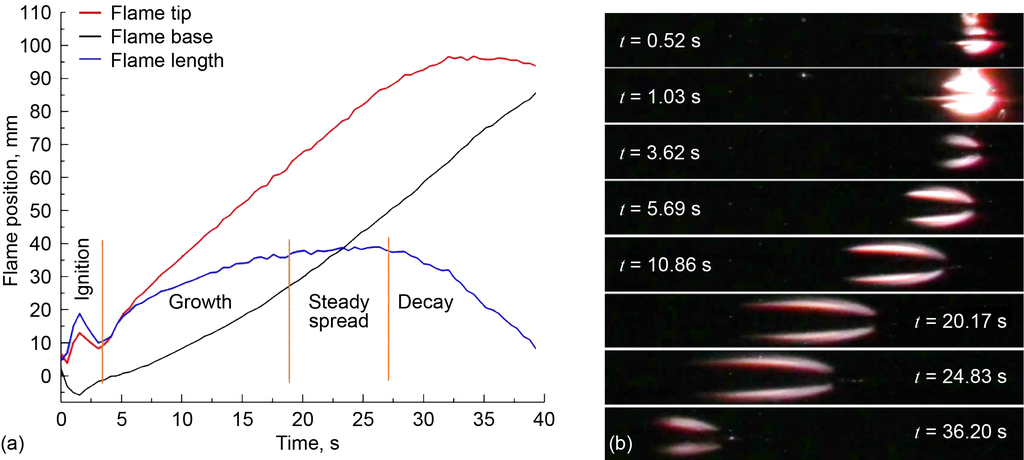 110
100
90
80
70
60
50
40
30
20
10
0
Flame position, mm
Flame tip
Flame base
Flame length
Ignition
Growth
Steady
spread
Decay
0 5 10 15 20 25 30 35 40
Time, s
(a)
t = 0.52 s
t = 1.03 s
t = 3.62 s
t = 5.69 s
t = 10.86 s
t = 20.17 s
t = 24.83 s
t = 36.20 s
(b)